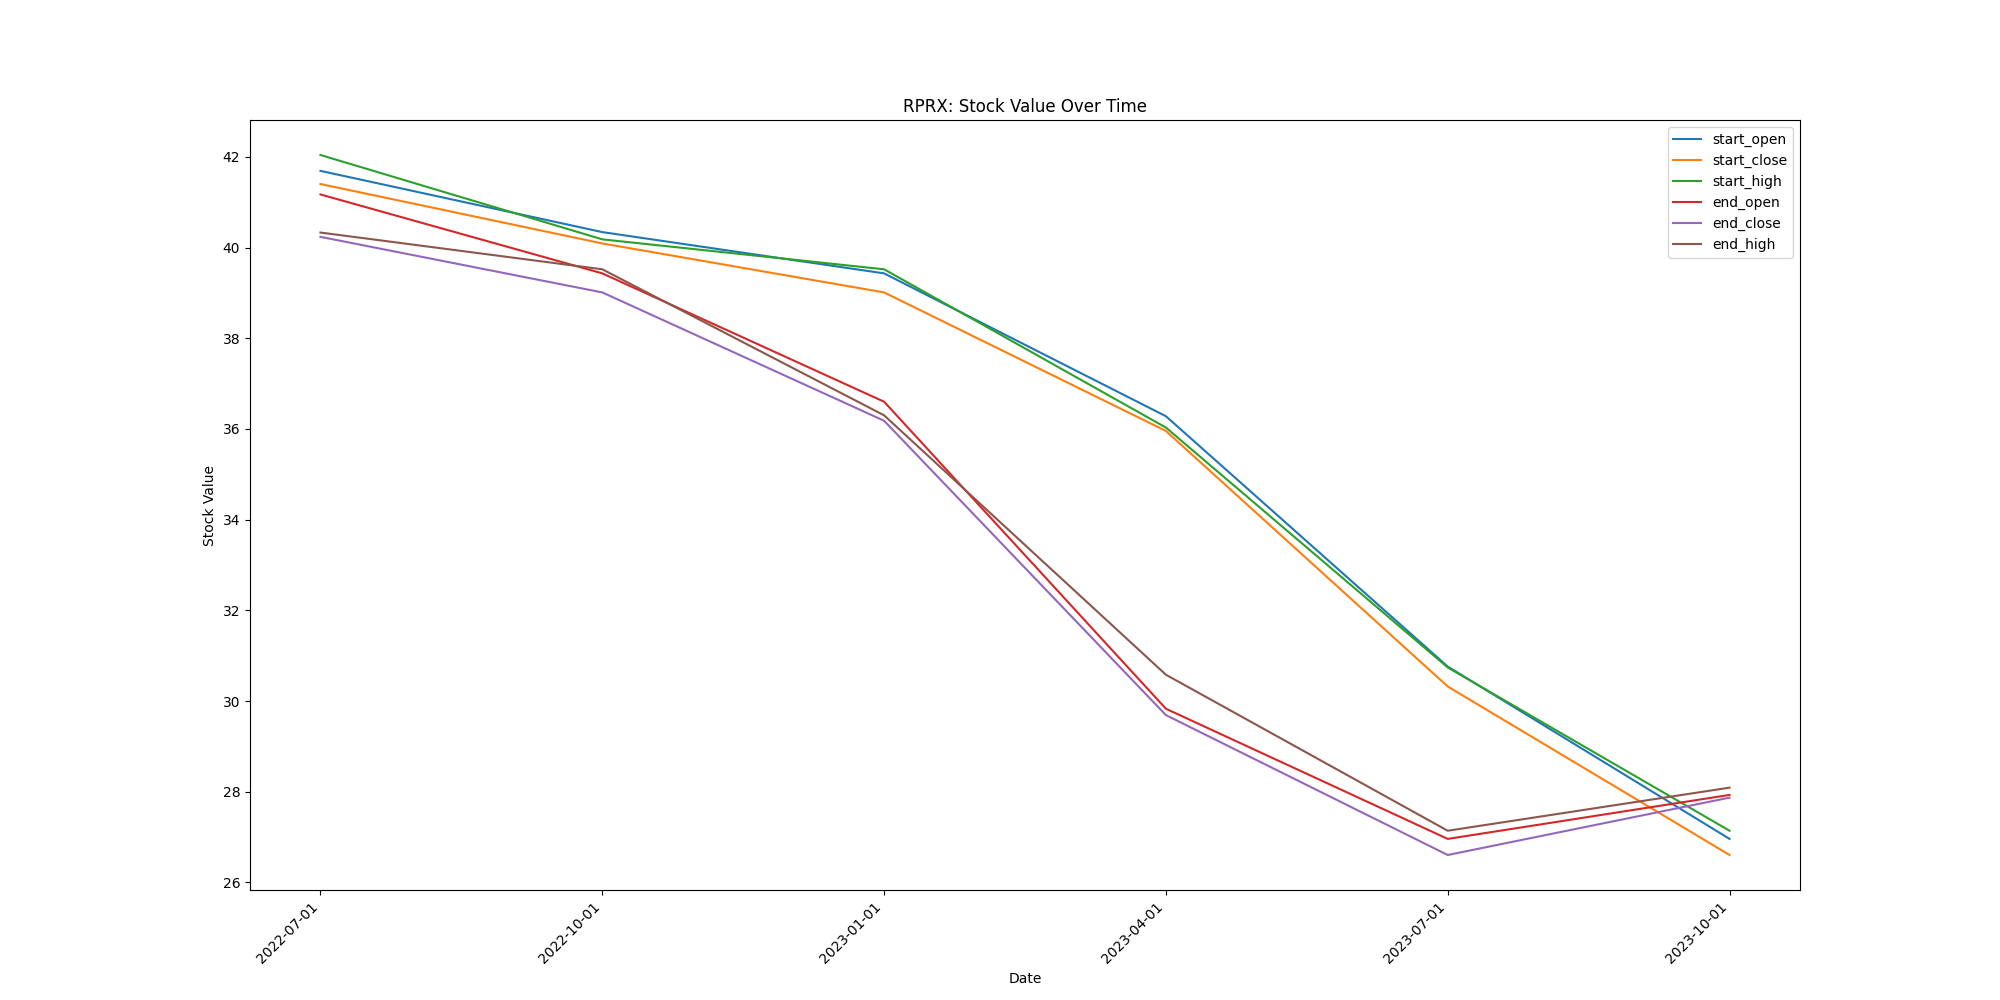 RPRX: Stock Value Over Time
start_open
start_close
start_high
end_open
end_close
end_high
Stock Value
42
40
38
36
34
32
30
28
26
2022-07-01
2022-10-01
2023-01-01
2023-04-01
2023-07-01
2023-10-01
Date